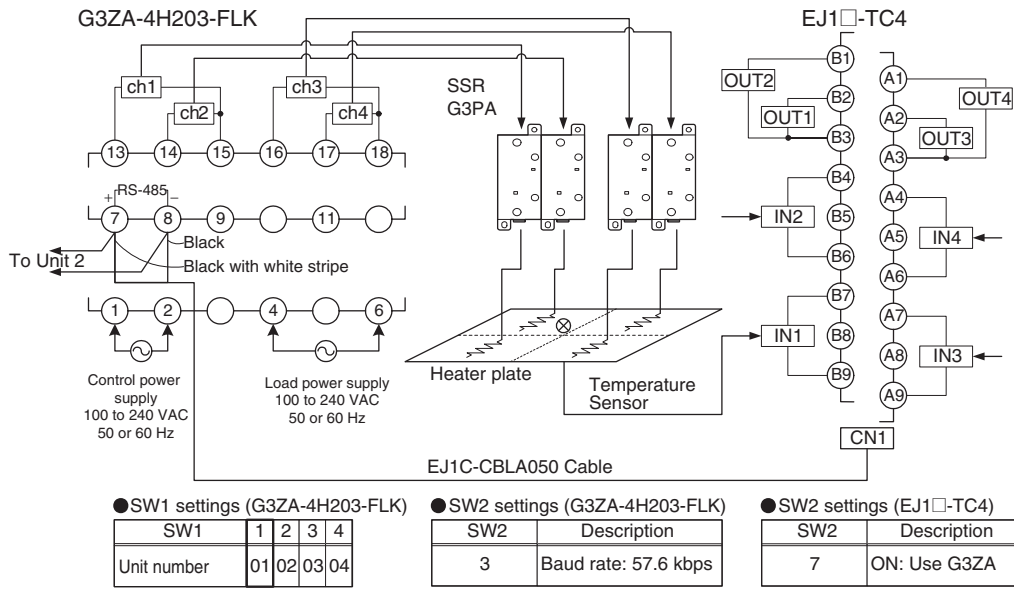 G3ZA-4H203-FLK
EJ1□-TC4
ch1
ch2
ch3
ch4
SSR
G3PA
13
14
15
16
17
18
RS-485
+
−
7
8
9
11
To Unit 2
Black
Black with white stripe
1
2
4
6
Control power
supply
100 to 240 VAC
50 or 60 Hz
Load power supply
100 to 240 VAC
50 or 60 Hz
Heater plate
Temperature
Sensor
OUT2
OUT1
IN2
IN1
B1
B2
B3
B4
B5
B6
B7
B8
B9
A1
A2
A3
A4
A5
A6
A7
A8
A9
OUT4
OUT3
IN4
IN3
CN1
EJ1C-CBLA050 Cable
●SW1 settings (G3ZA-4H203-FLK)
SW1 1 2 3 4
Unit number 01 02 03 04
●SW2 settings (G3ZA-4H203-FLK)
SW2 Description
3 Baud rate: 57.6 kbps
●SW2 settings (EJ1□-TC4)
SW2 Description
7 ON: Use G3ZA